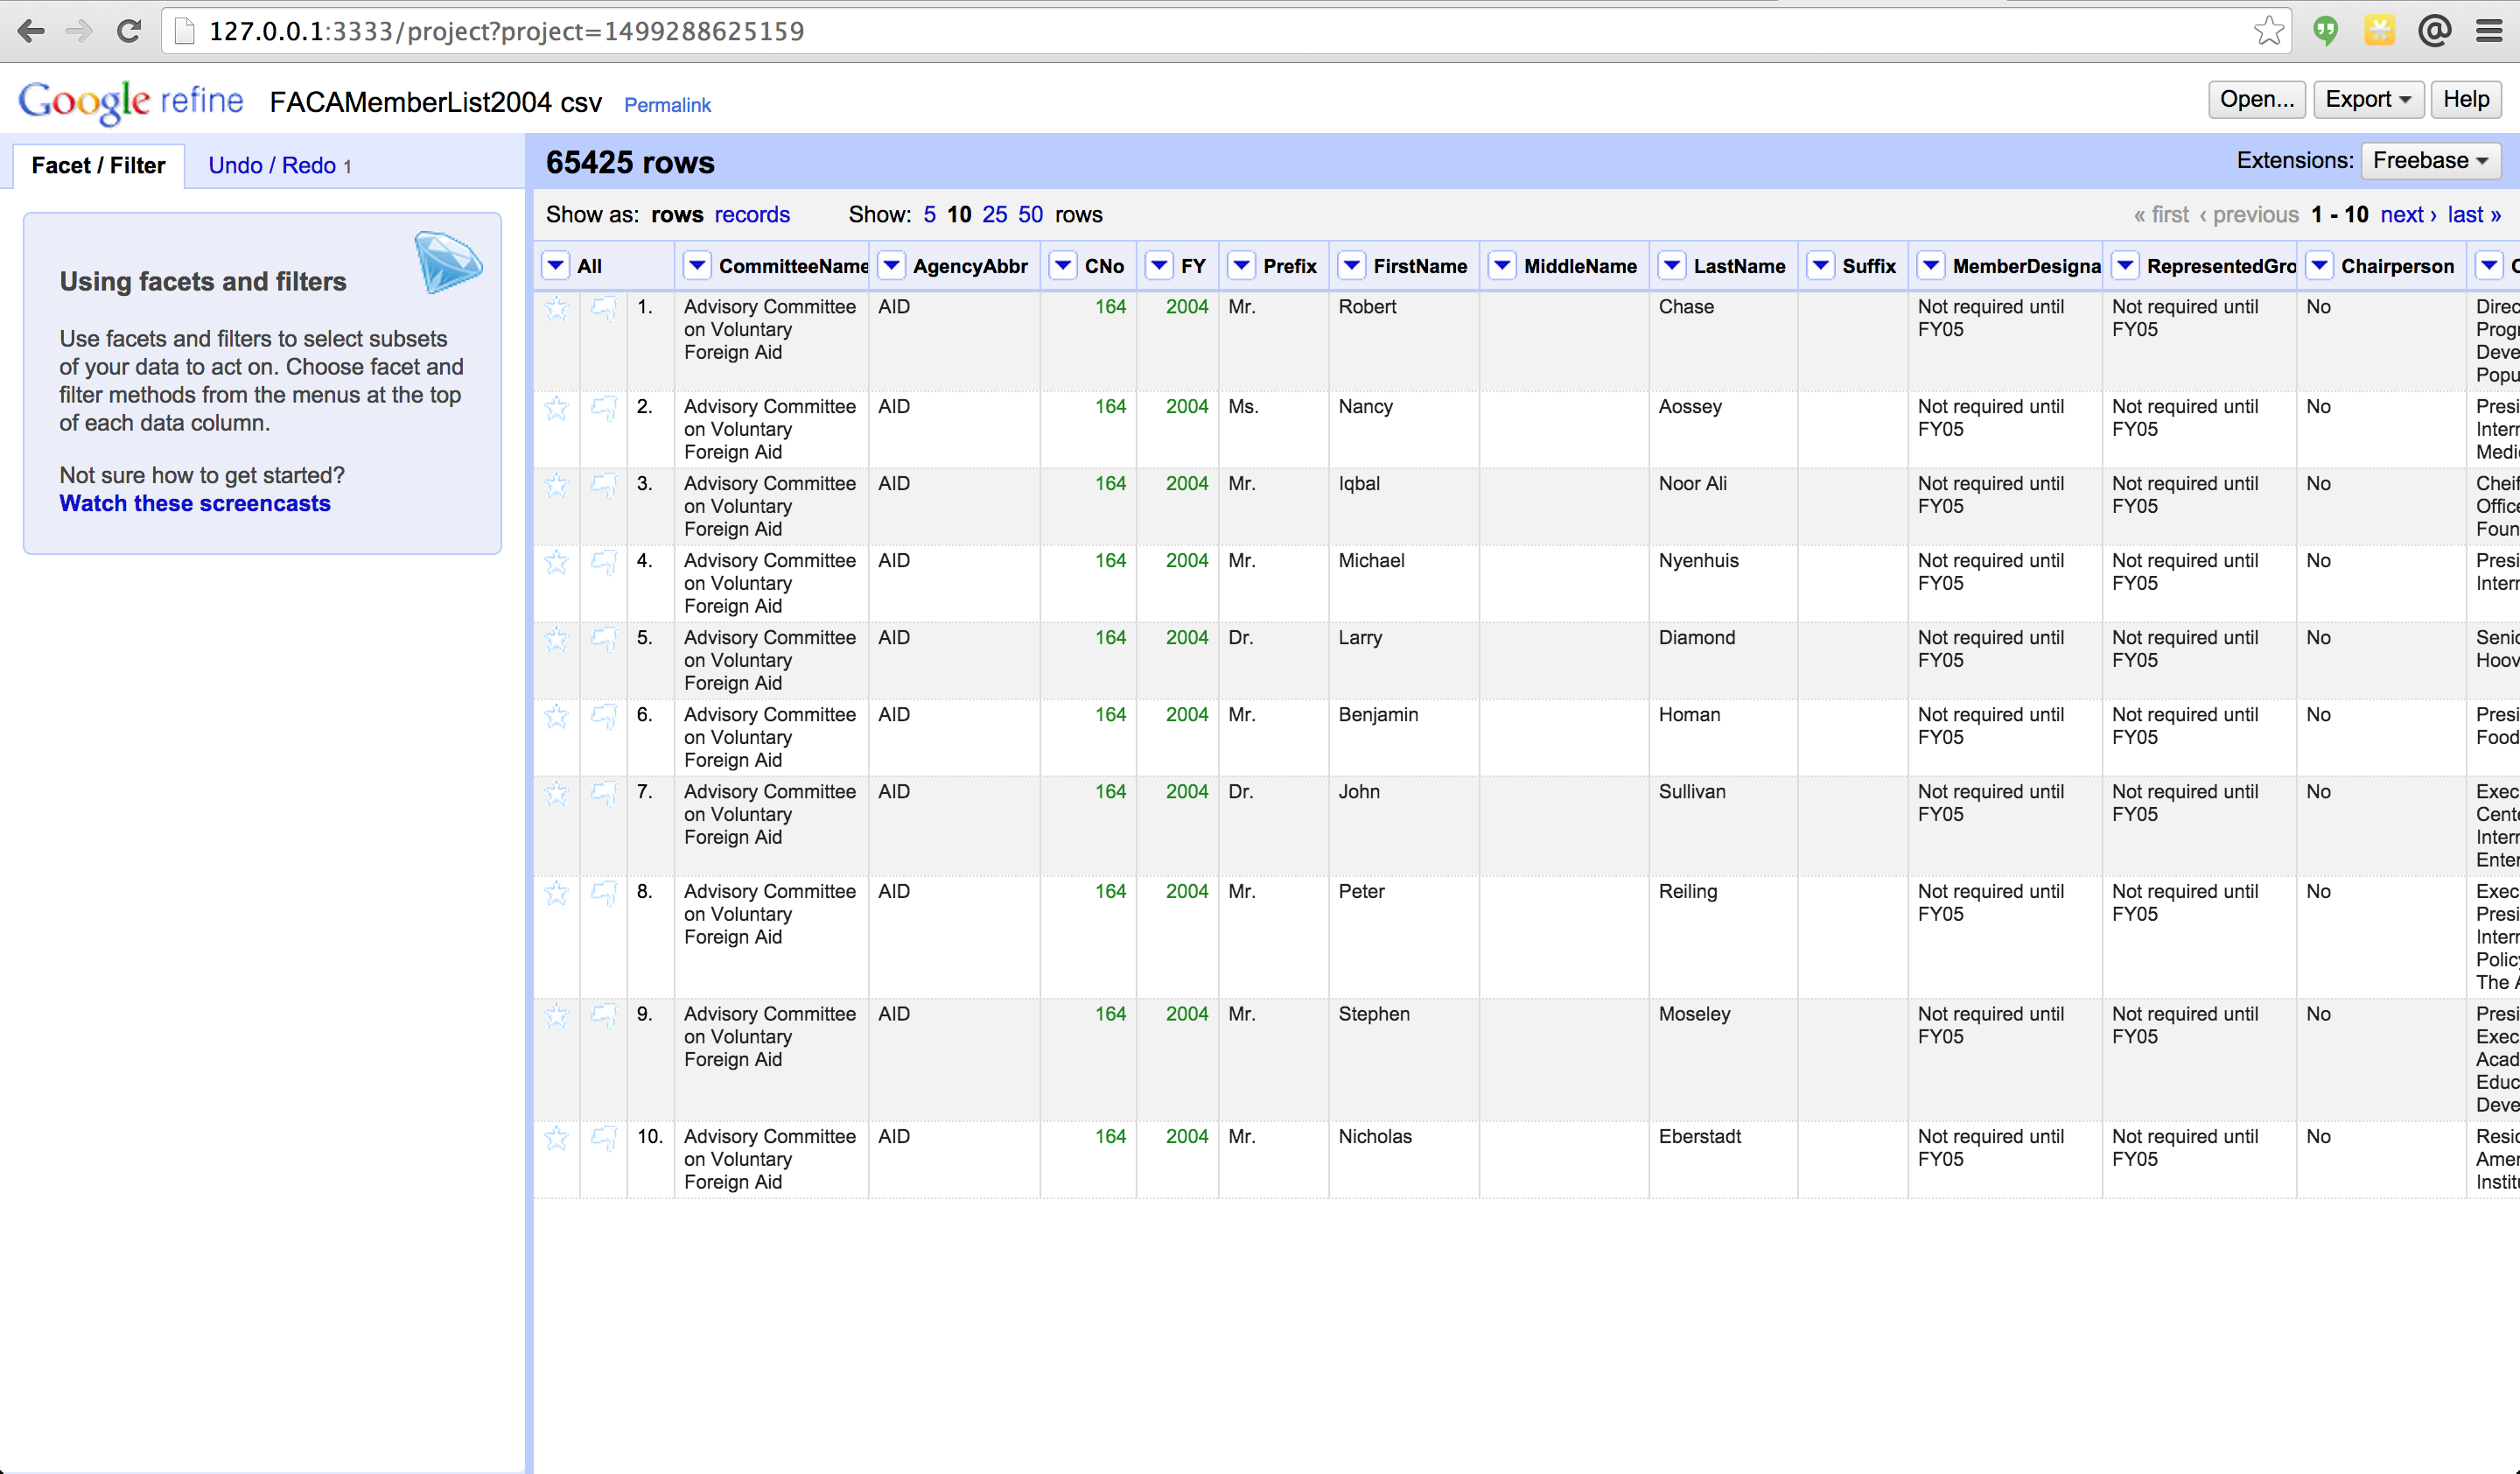 127.0.0.1:3333/project?project=1499288625159
Google refine FACAMemberList2004 csv Permalink Open... Export Help
Facet / Filter Undo / Redo 1 65425 rows Extensions: Freebase
Show as: rows records Show: 5 10 25 50 rows « first ‹ previous 1 - 10 next › last »
Using facets and filters
Use facets and filters to select subsets
of your data to act on. Choose facet and
filter methods from the menus at the top
of each data column.
Not sure how to get started?
Watch these screencasts
All CommitteeName AgencyAbbr CNo FY Prefix FirstName MiddleName LastName Suffix MemberDesigna RepresentedGro Chairperson
1. Advisory Committee AID 164 2004 Mr. Robert Chase Not required until Not required until No Direc
on Voluntary FY05 FY05 Progr
Foreign Aid Deve
Popu
2. Advisory Committee AID 164 2004 Ms. Nancy Aossey Not required until Not required until No Presi
on Voluntary FY05 FY05 Intern
Foreign Aid Medi
3. Advisory Committee AID 164 2004 Mr. Iqbal Noor Ali Not required until Not required until No Cheif
on Voluntary FY05 FY05 Office
Foreign Aid Foun
4. Advisory Committee AID 164 2004 Mr. Michael Nyenhuis Not required until Not required until No Presi
on Voluntary FY05 FY05 Intern
Foreign Aid
5. Advisory Committee AID 164 2004 Dr. Larry Diamond Not required until Not required until No Senio
on Voluntary FY05 FY05 Hoov
Foreign Aid
6. Advisory Committee AID 164 2004 Mr. Benjamin Homan Not required until Not required until No Presi
on Voluntary FY05 FY05 Food
Foreign Aid
7. Advisory Committee AID 164 2004 Dr. John Sullivan Not required until Not required until No Exec
on Voluntary FY05 FY05 Cente
Foreign Aid Intern
Enter
8. Advisory Committee AID 164 2004 Mr. Peter Reiling Not required until Not required until No Exec
on Voluntary FY05 FY05 Presi
Foreign Aid Intern
Policy
The A
9. Advisory Committee AID 164 2004 Mr. Stephen Moseley Not required until Not required until No Presi
on Voluntary FY05 FY05 Exec
Foreign Aid Acad
Educ
Deve
10. Advisory Committee AID 164 2004 Mr. Nicholas Eberstadt Not required until Not required until No Resid
on Voluntary FY05 FY05 Amer
Foreign Aid Institu